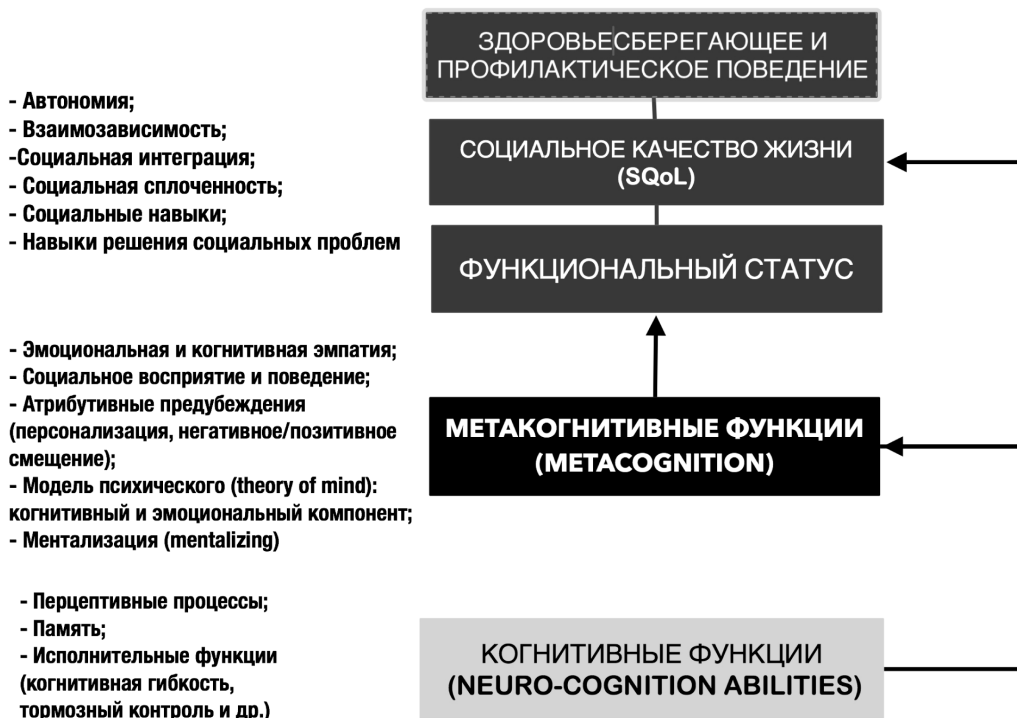 ЗДОРОВЬЕСБЕРЕГАЮЩЕЕ И
ПРОФИЛАКТИЧЕСКОЕ ПОВЕДЕНИЕ
- Автономия;
- Взаимозависимость;
-Социальная интеграция;
- Социальная сплоченность;
- Социальные навыки;
- Навыки решения социальных проблем
СОЦИАЛЬНОЕ КАЧЕСТВО ЖИЗНИ
(SQoL)
ФУНКЦИОНАЛЬНЫЙ СТАТУС
- Эмоциональная и когнитивная эмпатия;
- Социальное восприятие и поведение;
- Атрибутивные предубеждения
(персонализация, негативное/позитивное
смещение);
- Модель психического (theory of mind):
когнитивный и эмоциональный компонент;
- Ментализация (mentalizing)
МЕТАКОГНИТИВНЫЕ ФУНКЦИИ
(METACOGNITION)
- Перцептивные процессы;
- Память;
- Исполнительные функции
(когнитивная гибкость,
тормозный контроль и др.)
КОГНИТИВНЫЕ ФУНКЦИИ
(NEURO-COGNITION ABILITIES)